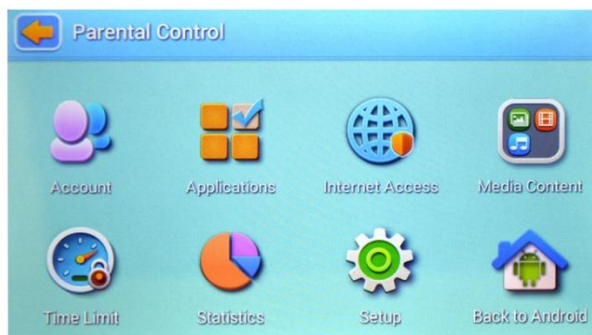 Parental Control
Account Applications Internet Access Media Content
Time Limit Statistics Setup Back to Android